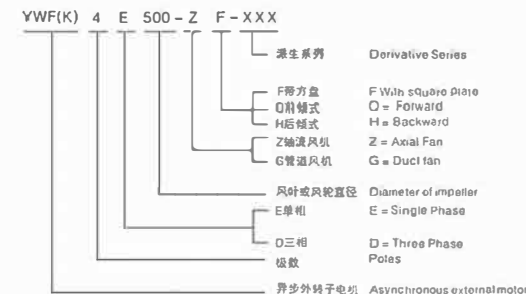 YWF(K) 4 E 500-Z F-XXX
派生系列 Derivative Series
F带方盘 F With square plate
Q前倾式 Q = Forward
H后倾式 H = Backward
Z轴流风机 Z = Axial Fan
G管道风机 G = Duct fan
风叶或风轮直径 Diameter of impeller
E单相 E = Single Phase
D三相 D = Three Phase
极数 Poles
异步外转子电机 Asynchronous external motor